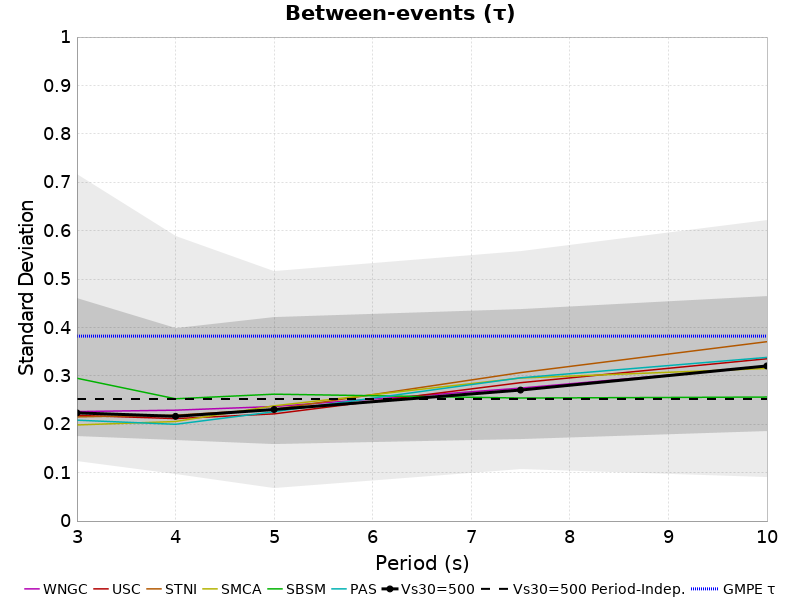 Between-events (τ)
Standard Deviation
1
0.9
0.8
0.7
0.6
0.5
0.4
0.3
0.2
0.1
0
3 4 5 6 7 8 9 10
Period (s)
WNGC USC STNI SMCA SBSM PAS Vs30=500 Vs30=500 Period-Indep. GMPE τ